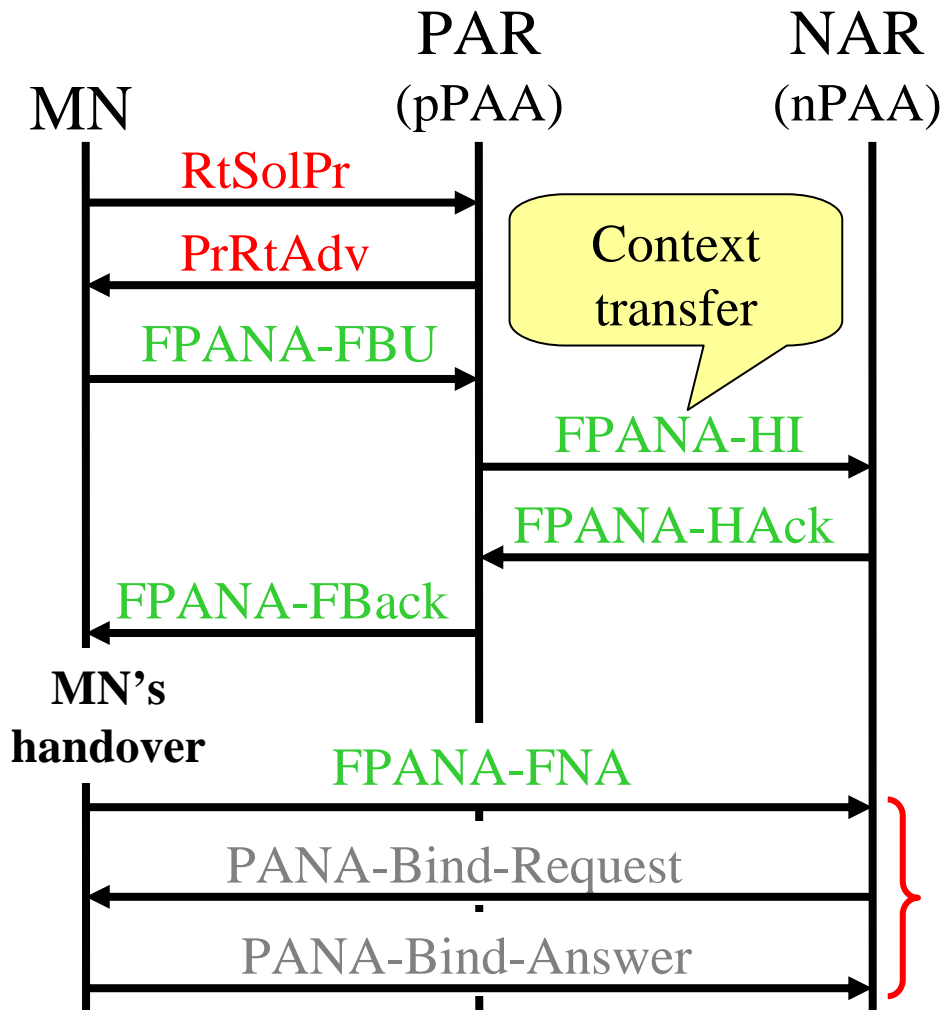 PAR
NAR
MN
(pPAA)
(nPAA)
RtSolPr
PrRtAdv
Context
transfer
FPANA-FBU
FPANA-HI
FPANA-HAck
FPANA-FBack
MN’s
handover
FPANA-FNA
PANA-Bind-Request
PANA-Bind-Answer